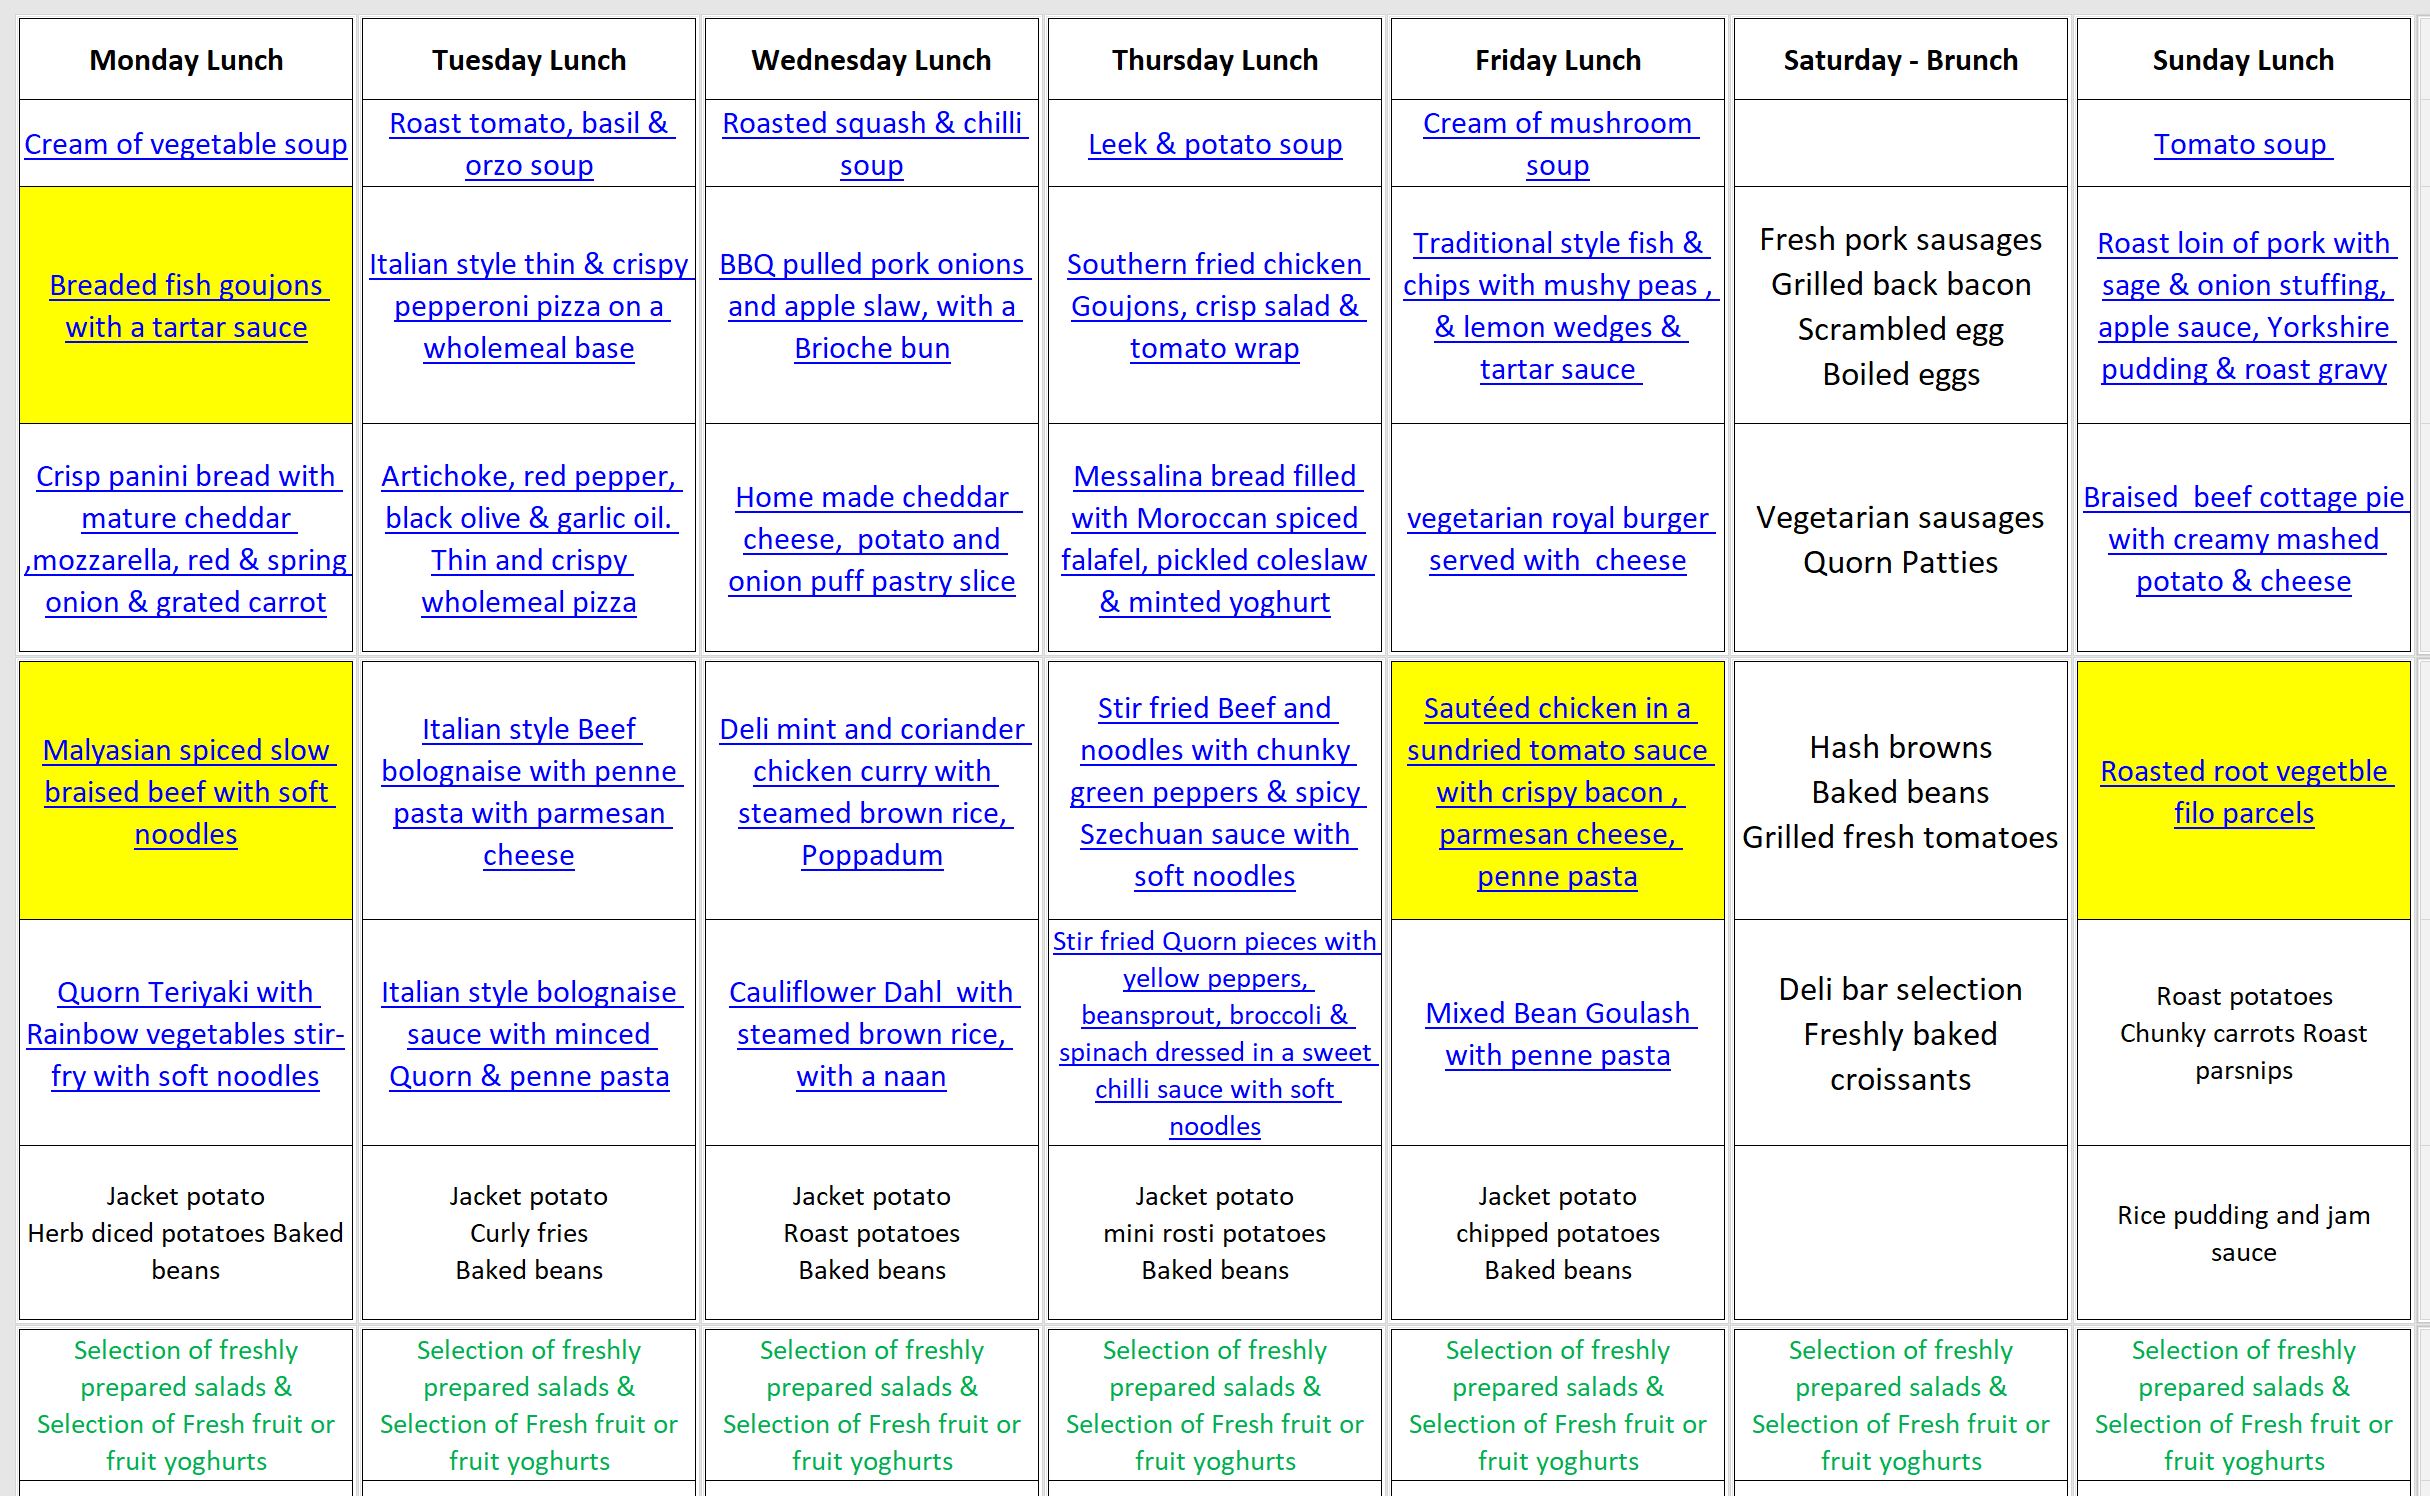 Monday Lunch
Tuesday Lunch
Wednesday Lunch
Thursday Lunch
Friday Lunch
Saturday - Brunch
Sunday Lunch
Cream of vegetable soup
Roast tomato, basil &
orzo soup
Roasted squash & chilli
soup
Leek & potato soup
Cream of mushroom
soup
Tomato soup
Breaded fish goujons
with a tartar sauce
Italian style thin & crispy
pepperoni pizza on a
wholemeal base
BBQ pulled pork onions
and apple slaw, with a
Brioche bun
Southern fried chicken
Goujons, crisp salad &
tomato wrap
Traditional style fish &
chips with mushy peas ,
& lemon wedges &
tartar sauce
Fresh pork sausages
Grilled back bacon
Scrambled egg
Boiled eggs
Roast loin of pork with
sage & onion stuffing,
apple sauce, Yorkshire
pudding & roast gravy
Crisp panini bread with
mature cheddar
,mozzarella, red & spring
onion & grated carrot
Artichoke, red pepper,
black olive & garlic oil.
Thin and crispy
wholemeal pizza
Home made cheddar
cheese,  potato and
onion puff pastry slice
Messalina bread filled
with Moroccan spiced
falafel, pickled coleslaw
& minted yoghurt
vegetarian royal burger
served with  cheese
Vegetarian sausages
Quorn Patties
Braised  beef cottage pie
with creamy mashed
potato & cheese
Malyasian spiced slow
braised beef with soft
noodles
Italian style Beef
bolognaise with penne
pasta with parmesan
cheese
Deli mint and coriander
chicken curry with
steamed brown rice,
Poppadum
Stir fried Beef and
noodles with chunky
green peppers & spicy
Szechuan sauce with
soft noodles
Sautéed chicken in a
sundried tomato sauce
with crispy bacon ,
parmesan cheese,
penne pasta
Hash browns
Baked beans
Grilled fresh tomatoes
Roasted root vegetble
filo parcels
Quorn Teriyaki with
Rainbow vegetables stir-
fry with soft noodles
Italian style bolognaise
sauce with minced
Quorn & penne pasta
Cauliflower Dahl  with
steamed brown rice,
with a naan
Stir fried Quorn pieces with
yellow peppers,
beansprout, broccoli &
spinach dressed in a sweet
chilli sauce with soft
noodles
Mixed Bean Goulash
with penne pasta
Deli bar selection
Freshly baked
croissants
Roast potatoes
Chunky carrots Roast
parsnips
Jacket potato
Herb diced potatoes Baked
beans
Jacket potato
Curly fries
Baked beans
Jacket potato
Roast potatoes
Baked beans
Jacket potato
mini rosti potatoes
Baked beans
Jacket potato
chipped potatoes
Baked beans
Rice pudding and jam
sauce
Selection of freshly
prepared salads &
Selection of Fresh fruit or
fruit yoghurts
Selection of freshly
prepared salads &
Selection of Fresh fruit or
fruit yoghurts
Selection of freshly
prepared salads &
Selection of Fresh fruit or
fruit yoghurts
Selection of freshly
prepared salads &
Selection of Fresh fruit or
fruit yoghurts
Selection of freshly
prepared salads &
Selection of Fresh fruit or
fruit yoghurts
Selection of freshly
prepared salads &
Selection of Fresh fruit or
fruit yoghurts
Selection of freshly
prepared salads &
Selection of Fresh fruit or
fruit yoghurts